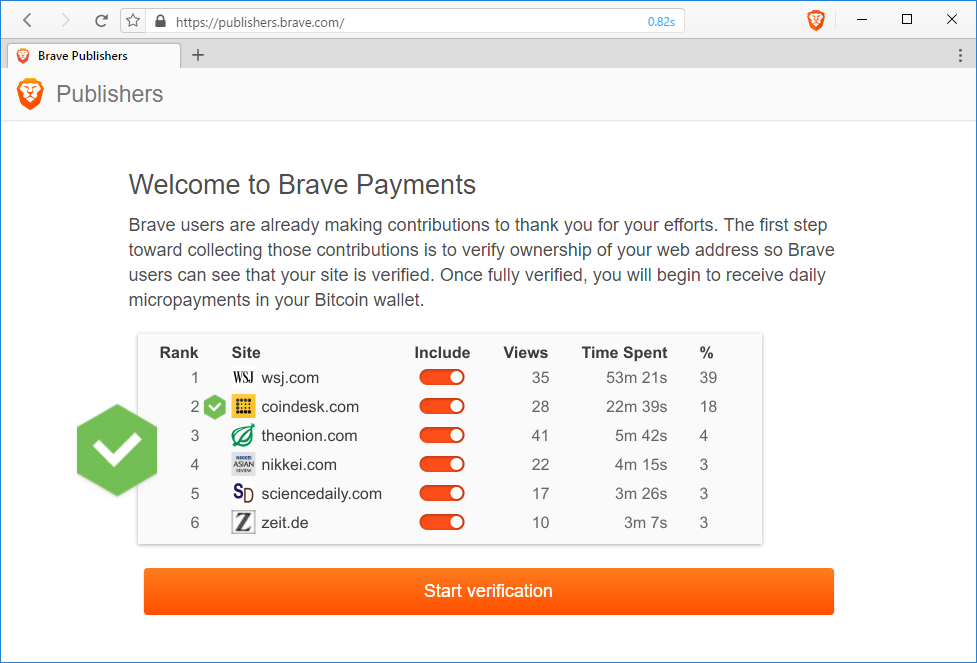 https://publishers.brave.com/
0.82s
Brave Publishers
Publishers
Welcome to Brave Payments
Brave users are already making contributions to thank you for your efforts. The first step
toward collecting those contributions is to verify ownership of your web address so Brave
users can see that your site is verified. Once fully verified, you will begin to receive daily
micropayments in your Bitcoin wallet.
Rank Site Include Views Time Spent %
1 WSJ wsj.com 35 53m 21s 39
2 coindesk.com 28 22m 39s 18
3 theonion.com 41 5m 42s 4
4 NIKKEI ASIAN REVIEW nikkei.com 22 4m 15s 3
5 SD sciencedaily.com 17 3m 26s 3
6 Z zeit.de 10 3m 7s 3
Start verification